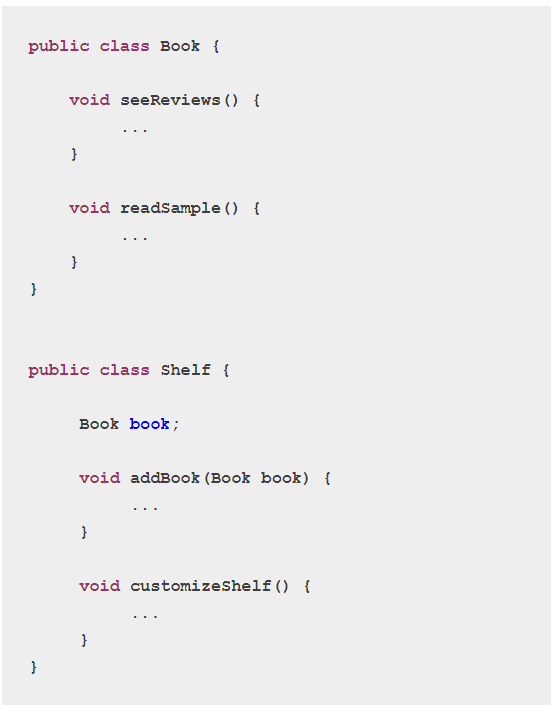 public class Book {
void seeReviews() {
...
}
void readSample() {
...
}
}
public class Shelf {
Book book;
void addBook(Book book) {
...
}
void customizeShelf() {
...
}
}